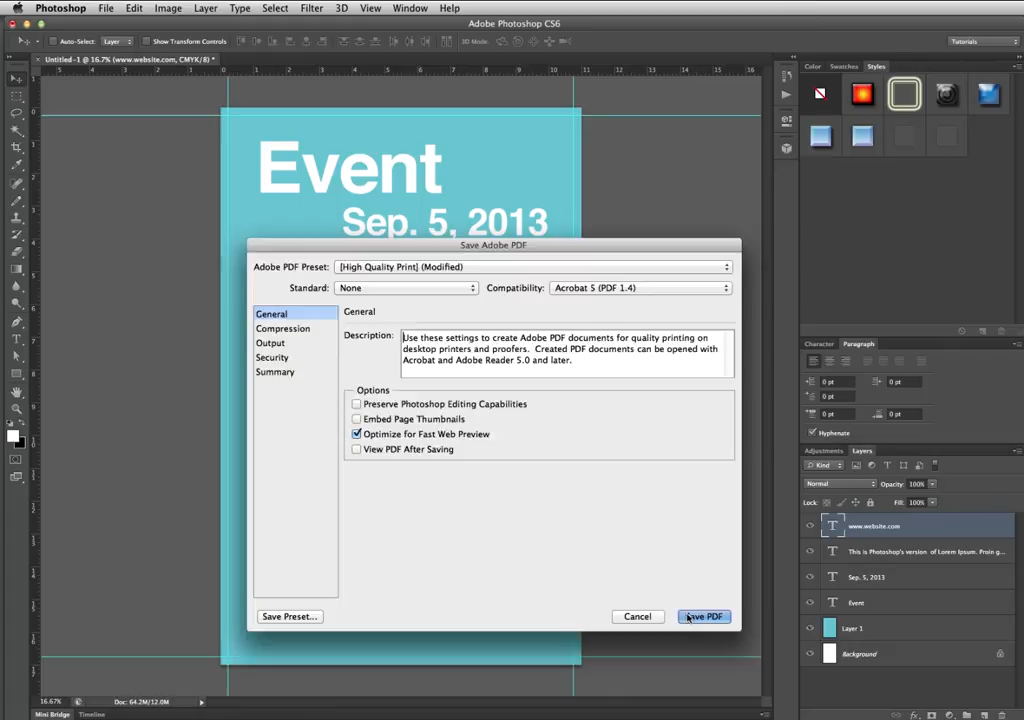 Photoshop File Edit Image Layer Type Select Filter 3D View Window Help
Adobe Photoshop CS6
Auto-Select: Layer Show Transform Controls 3D Mode: Tutorials
Untitled-1 @ 16.7% (www.website.com, CMYK/8) *
Color Swatches Styles
Event
Sep. 5, 2013
Save Adobe PDF
Adobe PDF Preset: [High Quality Print] (Modified)
Standard: None Compatibility: Acrobat 5 (PDF 1.4)
General
Compression
Output
Security
Summary
General
Description: Use these settings to create Adobe PDF documents for quality printing on
desktop printers and proofers. Created PDF documents can be opened with
Acrobat and Adobe Reader 5.0 and later.
Options
Preserve Photoshop Editing Capabilities
Embed Page Thumbnails
Optimize for Fast Web Preview
View PDF After Saving
Save Preset... Cancel Save PDF
Character Paragraph
0 pt 0 pt
0 pt
0 pt 0 pt
Hyphenate
Adjustments Layers
Kind
Normal Opacity: 100%
Lock: Fill: 100%
www.website.com
This is Photoshop's version of Lorem Ipsum. Proin g...
Sep. 5, 2013
Event
Layer 1
Background
16.67% Doc: 64.2M/12.0M
Mini Bridge Timeline